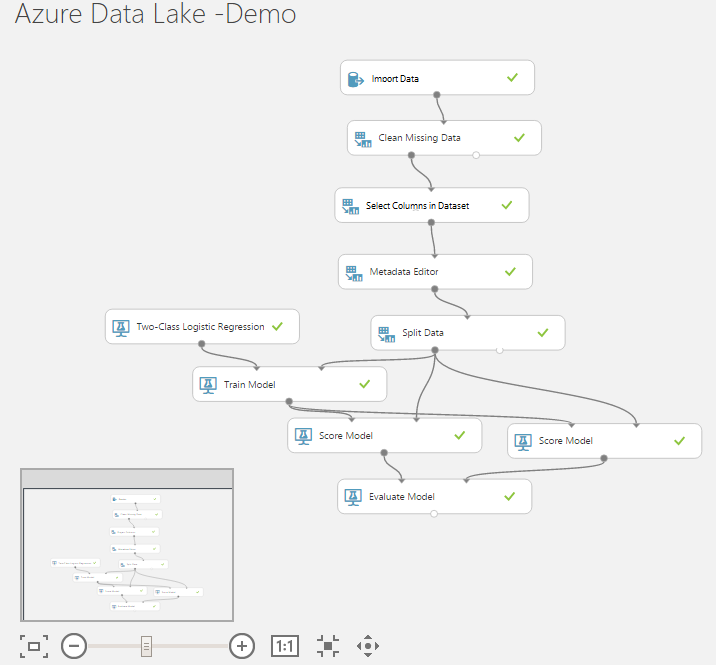 Azure Data Lake -Demo
Import Data
Clean Missing Data
Select Columns in Dataset
Metadata Editor
Two-Class Logistic Regression
Split Data
Train Model
Score Model
Score Model
Evaluate Model
1:1